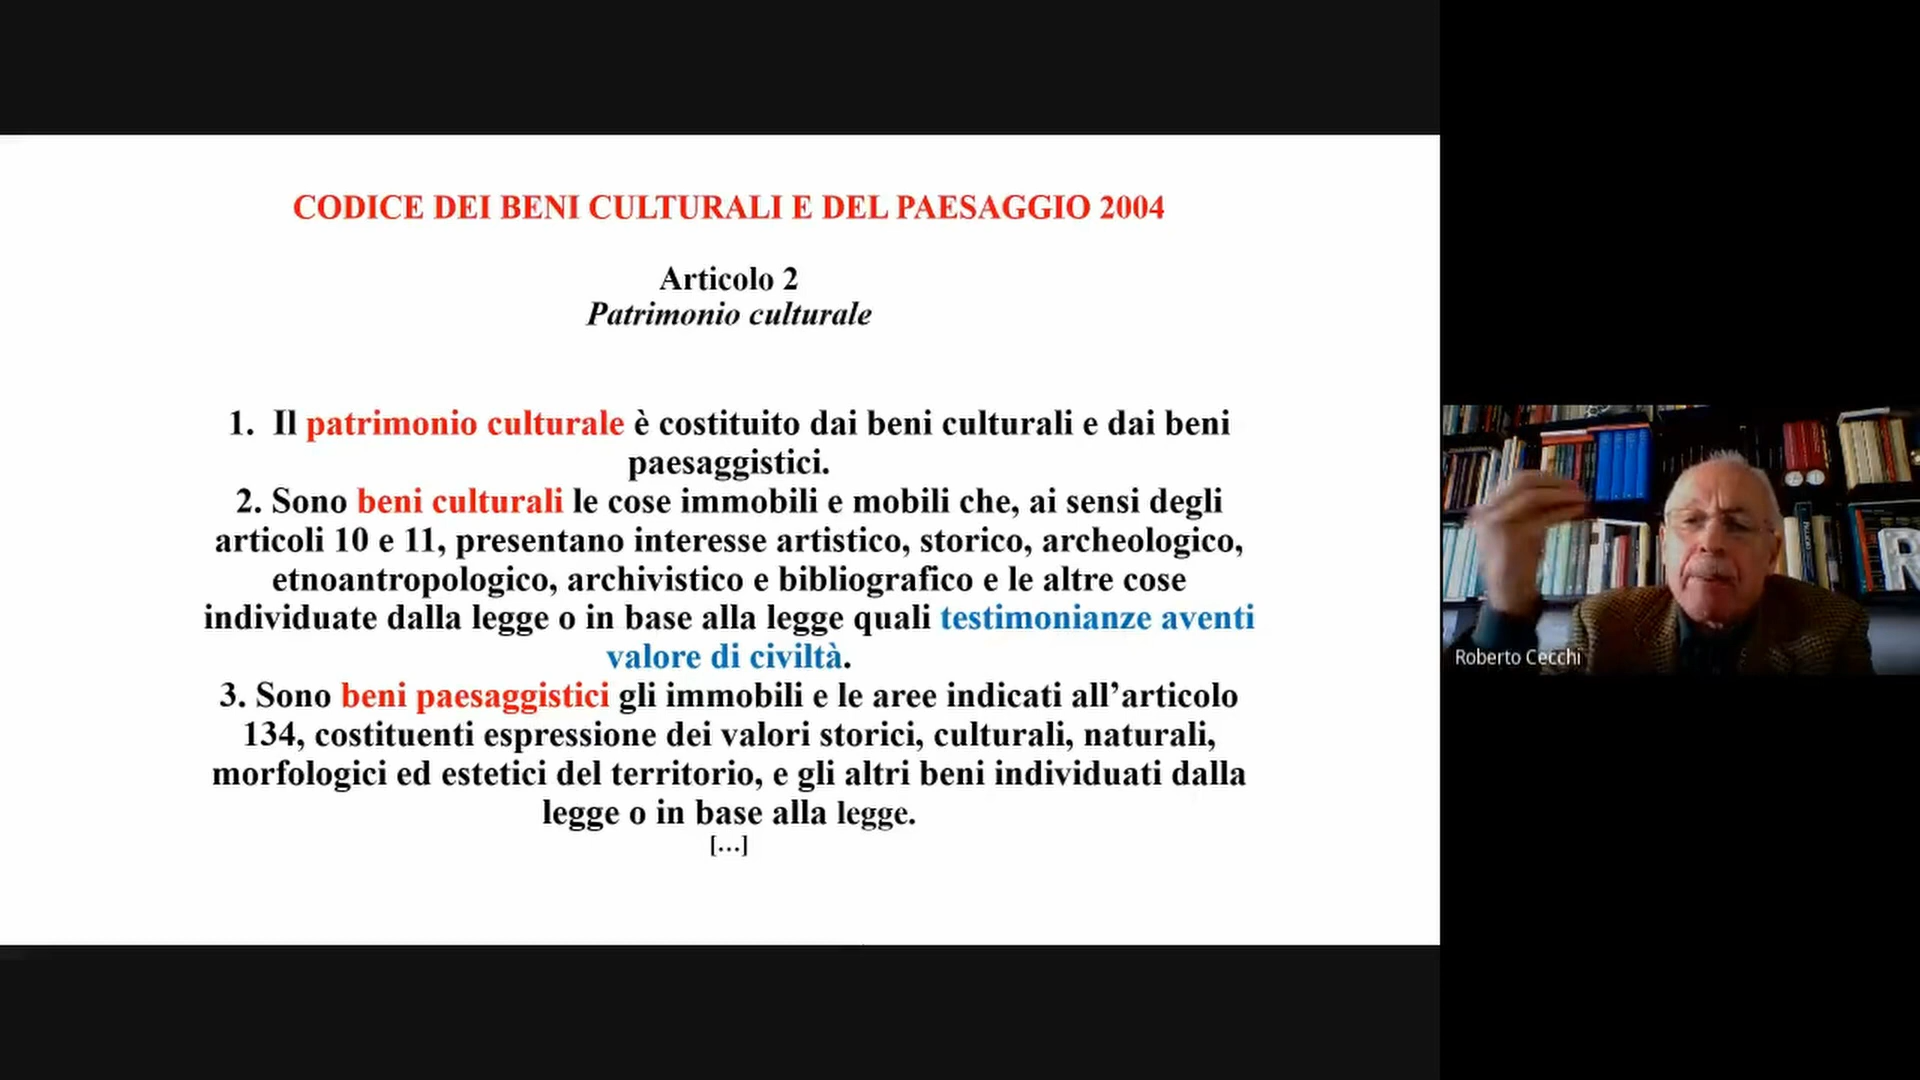 CODICE DEI BENI CULTURALI E DEL PAESAGGIO 2004
Articolo 2
Patrimonio culturale
1. Il patrimonio culturale è costituito dai beni culturali e dai beni
paesaggistici.
2. Sono beni culturali le cose immobili e mobili che, ai sensi degli
articoli 10 e 11, presentano interesse artistico, storico, archeologico,
etnoantropologico, archivistico e bibliografico e le altre cose
individuate dalla legge o in base alla legge quali testimonianze aventi
valore di civiltà.
3. Sono beni paesaggistici gli immobili e le aree indicati all’articolo
134, costituenti espressione dei valori storici, culturali, naturali,
morfologici ed estetici del territorio, e gli altri beni individuati dalla
legge o in base alla legge.
[…]
Roberto Cecchi